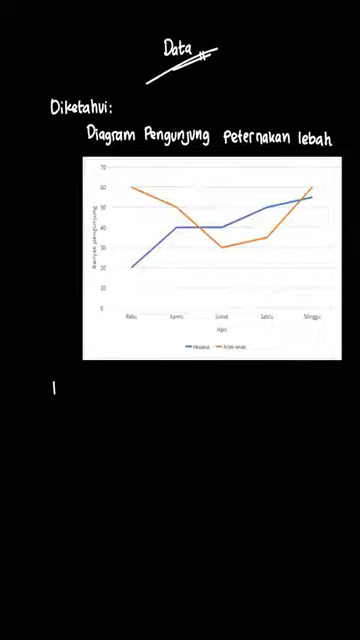 Data
Diketahui:
Diagram Pengunjung Peternakan lebah
70
60
50
40
30
20
10
0
Banyak pengunjung
Rabu Kamis Jumat Sabtu Minggu
Hari
Dewasa Anak-anak